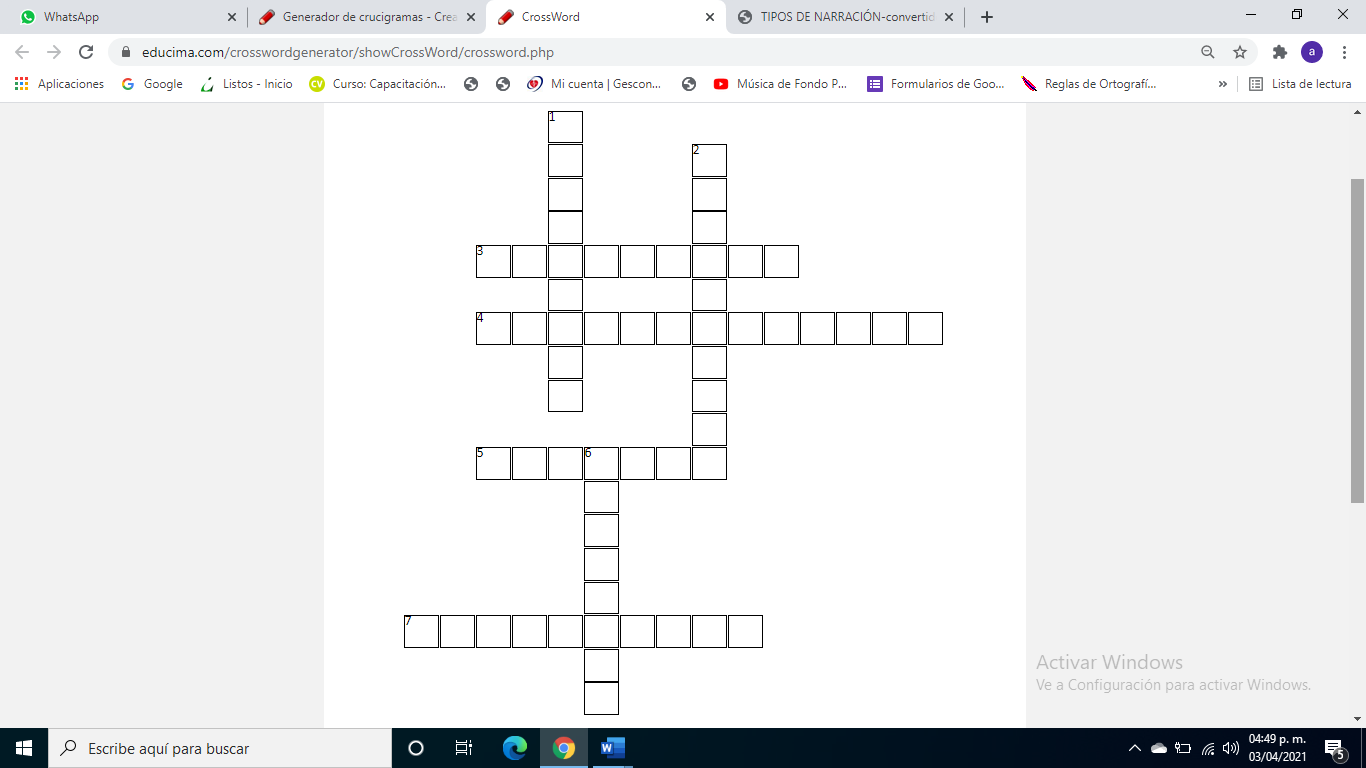 WhatsApp
Generador de crucigramas - Crea
CrossWord
TIPOS DE NARRACIÓN-convertid
educima.com/crosswordgenerator/showCrossWord/crossword.php
a
Aplicaciones
Google
Listos - Inicio
CV
Curso: Capacitación...
Mi cuenta | Gescon...
Música de Fondo P...
Formularios de Goo...
Reglas de Ortografí...
»
Lista de lectura
1
2
3
4
5
6
7
Activar Windows
Ve a Configuración para activar Windows.
Escribe aquí para buscar
04:49 p. m.
03/04/2021
5